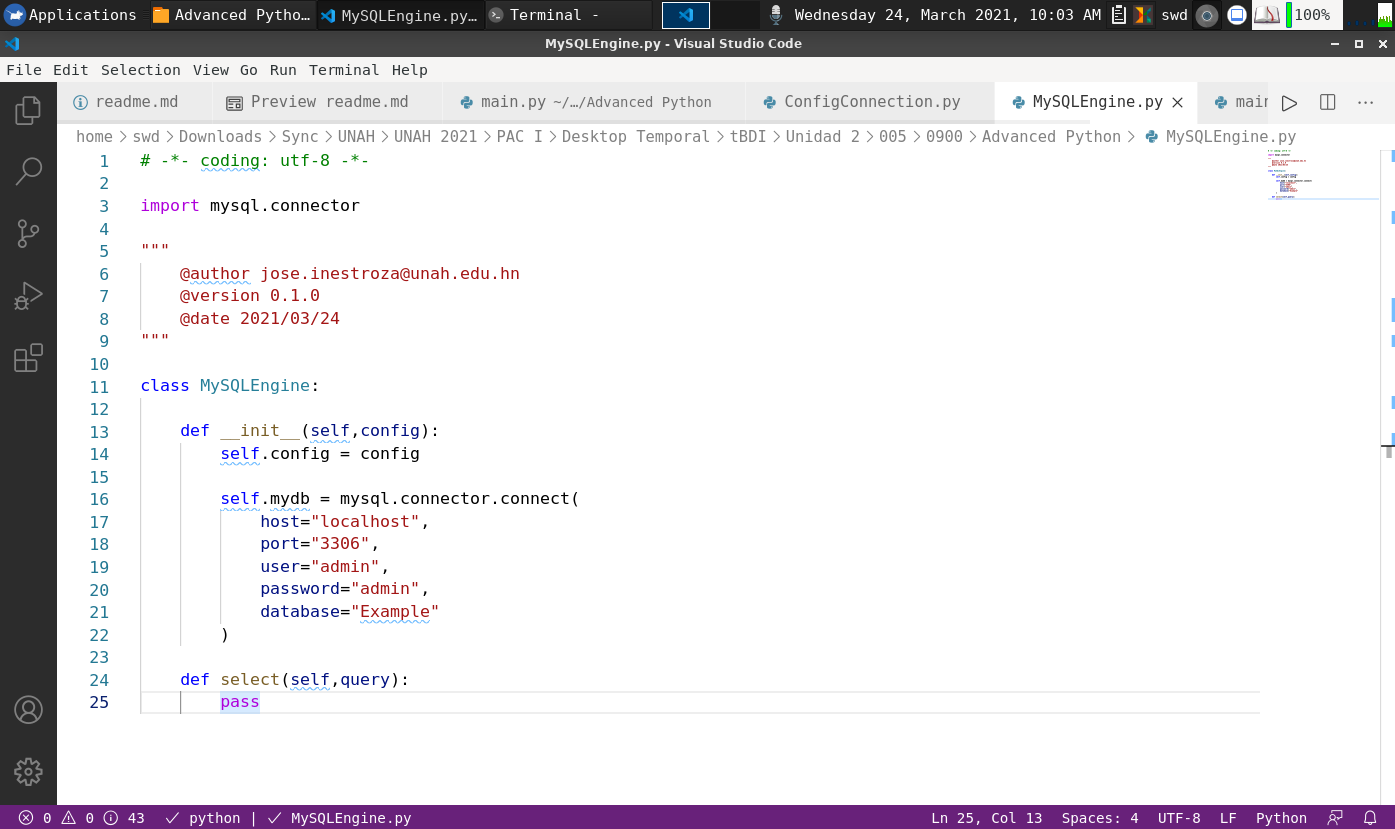 Applications Advanced Pytho… MySQLEngine.py… Terminal - Wednesday 24, March 2021, 10:03 AM swd 100%
MySQLEngine.py - Visual Studio Code
File Edit Selection View Go Run Terminal Help
readme.md Preview readme.md main.py ~/…/Advanced Python ConfigConnection.py MySQLEngine.py main
home > swd > Downloads > Sync > UNAH > UNAH 2021 > PAC I > Desktop Temporal > tBDI > Unidad 2 > 005 > 0900 > Advanced Python > MySQLEngine.py
1 # -*- coding: utf-8 -*-
2
3 import mysql.connector
4
5 """
6     @author jose.inestroza@unah.edu.hn
7     @version 0.1.0
8     @date 2021/03/24
9 """
10
11 class MySQLEngine:
12
13     def __init__(self,config):
14         self.config = config
15
16         self.mydb = mysql.connector.connect(
17             host="localhost",
18             port="3306",
19             user="admin",
20             password="admin",
21             database="Example"
22         )
23
24     def select(self,query):
25         pass
0 0 43 python | MySQLEngine.py Ln 25, Col 13 Spaces: 4 UTF-8 LF Python